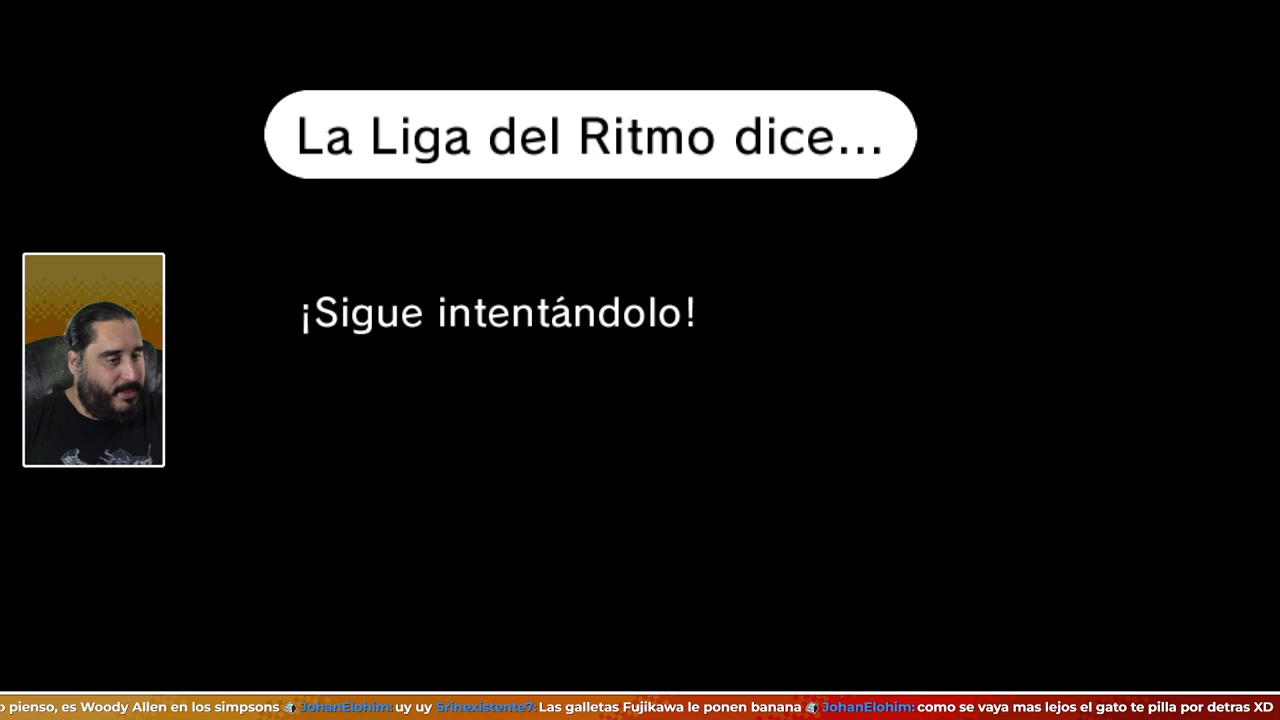 La Liga del Ritmo dice...
¡Sigue intentándolo!
pienso, es Woody Allen en los simpsons JohanElohim: uy uy Srinexistente7: Las galletas Fujikawa le ponen banana JohanElohim: como se vaya mas lejos el gato te pilla por detras XD